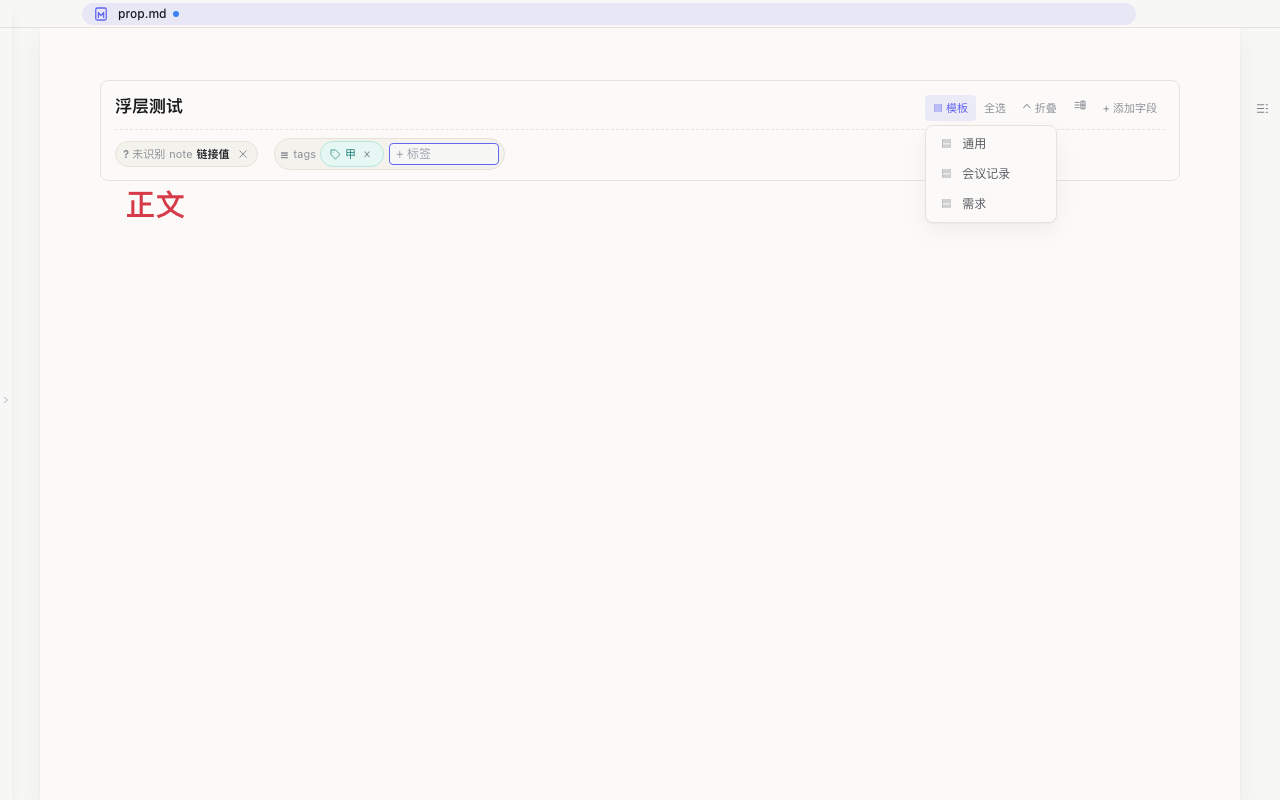 prop.md
浮层测试
模板 全选 折叠 + 添加字段
? 未识别 note 链接值 × tags 甲 x + 标签
通用
会议记录
需求
正文